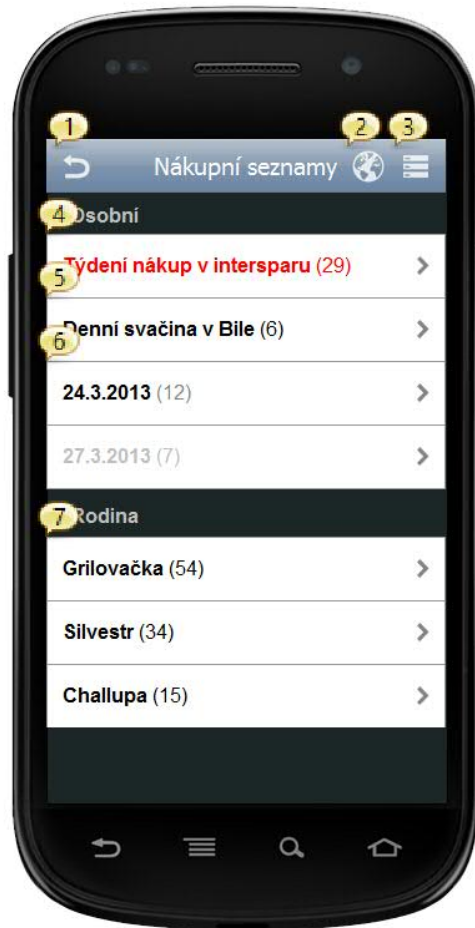 1
2
3
Nákupní seznamy
4 Osobní
5
Týdení nákup v intersparu (29)
6
Denní svačina v Bile (6)
24.3.2013 (12)
27.3.2013 (7)
7 Rodina
Grilovačka (54)
Silvestr (34)
Challupa (15)